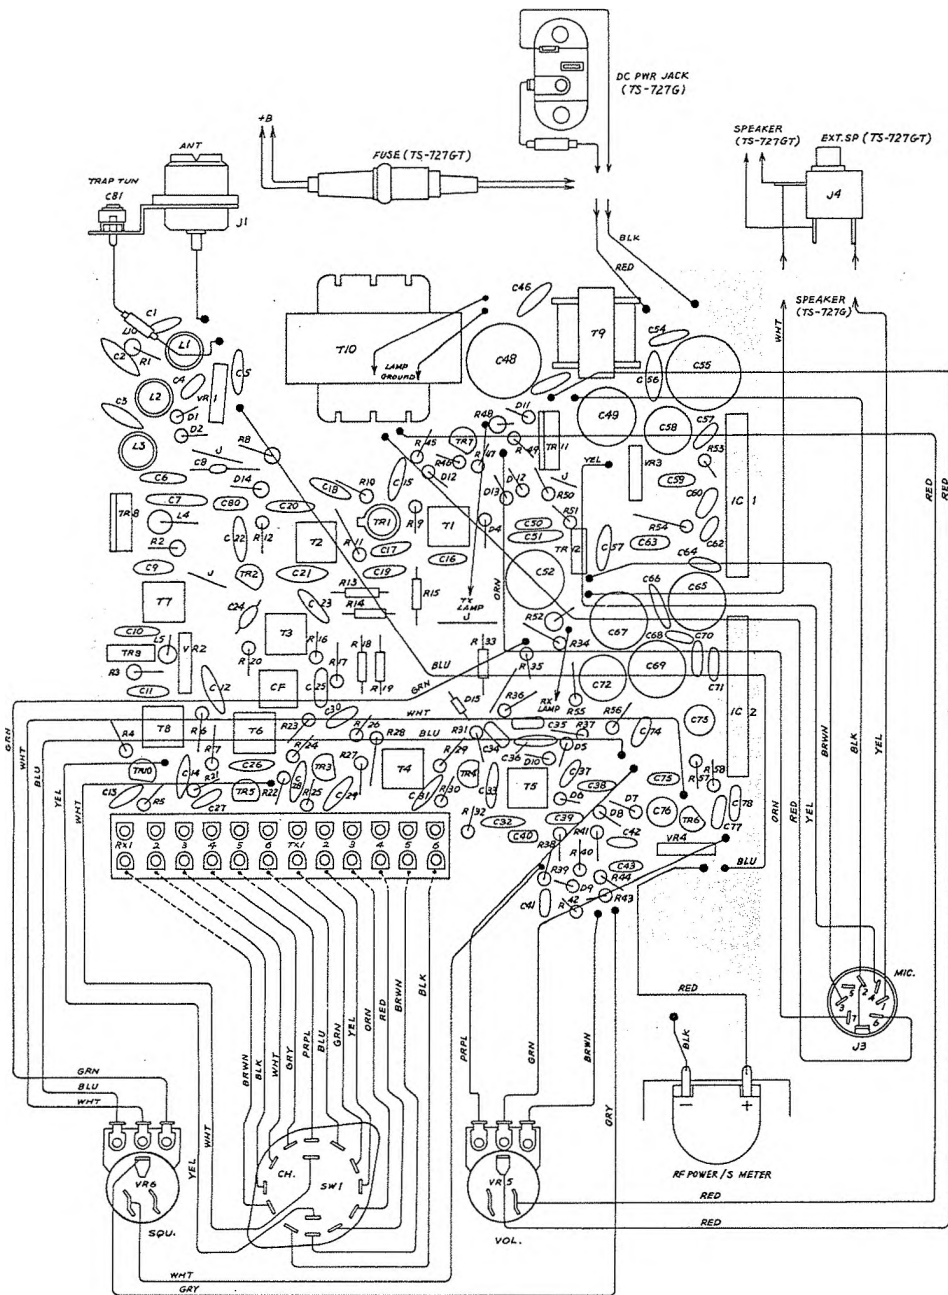 DC PWR JACK
(TS-727G)
+B
ANT
FUSE (TS-727GT)
SPEAKER
(TS-727GT)
EXT.SP (TS-727GT)
TRAP TUN
C81
J1
J4
BLK
RED
SPEAKER
(TS-727G)
WHT
C46
T9
C54
C1
L10
L1
C2
R1
T10
C48
C55
C56
LAMP
GROUND
C5
C4
VR1
L2
C3
D1
D2
L3
R8
J
C8
D11
R48
C49
C58
C57
R45
TR7
R49
TR11
R46
R47
D12
YEL
VR3
R53
C59
IC 1
C6
D14
C18
R10
C15
D13
D12
J
R50
C7
C80
C20
C60
TR8
L4
R12
TR1
R9
T1
D4
C50
R51
R54
C62
R2
C22
T2
R11
C17
C16
C51
TR12
C57
C63
C64
C9
J
TR2
C21
C19
C52
ORN
R13
R14
R15
TX
LAMP
J
T7
C24
C23
C66
C65
R52
C67
C68
C70
C10
T3
R16
R18
R33
R34
TR9
L5
VR2
R20
R17
R19
BLU
R35
C69
C71
R3
C12
CF
C25
GRN
D15
R36
RX
LAMP
C72
R55
IC 2
C11
C30
WHT
R4
T8
R6
T6
R23
R26
R28
BLU
R31
C34
C35
R37
R56
C74
C75
R7
R24
R27
R29
C36
D5
D10
TR10
C14
C26
TR3
T4
TR4
C33
T5
C37
C38
C73
R57
R58
C13
R5
R21
C27
TR5
R22
C28
R25
C29
C31
R30
D6
D7
D8
C76
TR6
C77
C78
R32
C32
C39
C40
R41
C42
VR4
RX1 2 3 4 5 6 TX1 2 3 4 5 6
R38
R39
R40
C43
R44
D9
R43
C41
R42
BLU
GRN
WHT
BLU
YEL
WHT
BRWN
BLK
YEL
ORN
RED
YEL
RED
RED
BRWN
BLK
WHT
GRY
PRPL
BLU
GRN
YEL
ORN
RED
BRWN
BLK
PRPL
GRN
BRWN
GRY
RED
BLK
MIC.
5 2 4 1
3 7 6
J3
GRN
BLU
WHT
YEL
WHT
VR6
SQU.
CH.
SW1
VR5
VOL.
− +
RF POWER/S METER
RED
RED
WHT
GRY